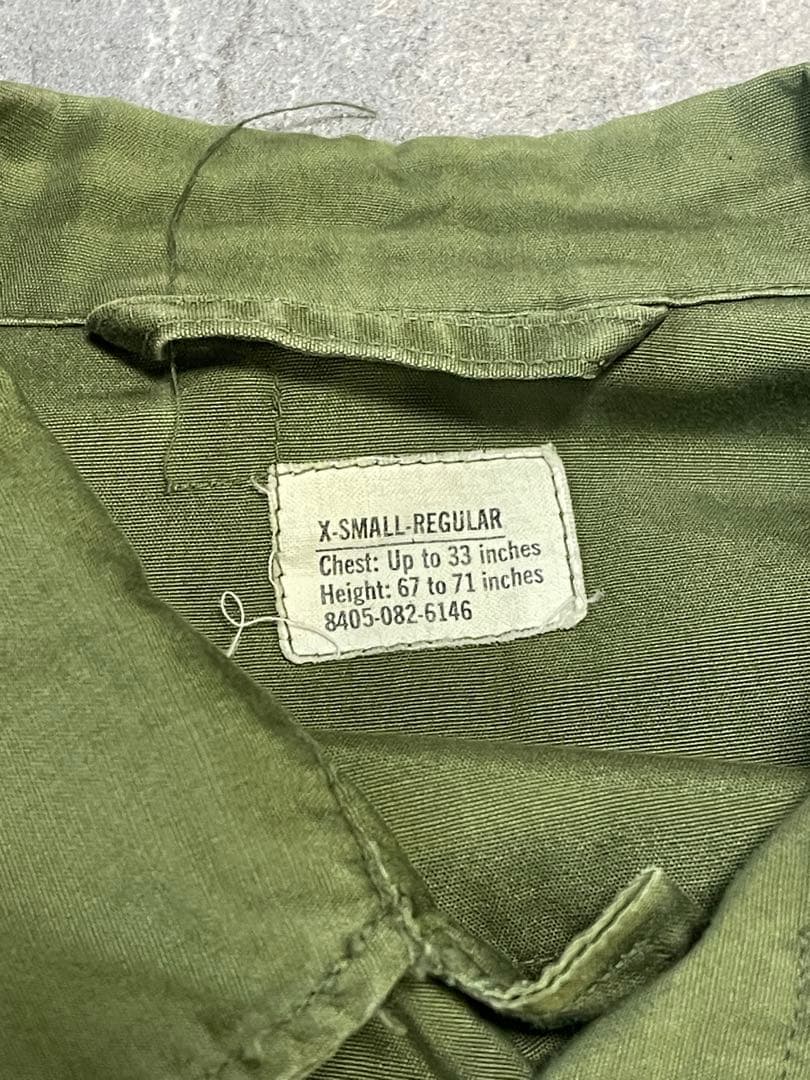 X-SMALL-REGULAR
Chest: Up to 33 inches
Height: 67 to 71 inches
8405-082-6146